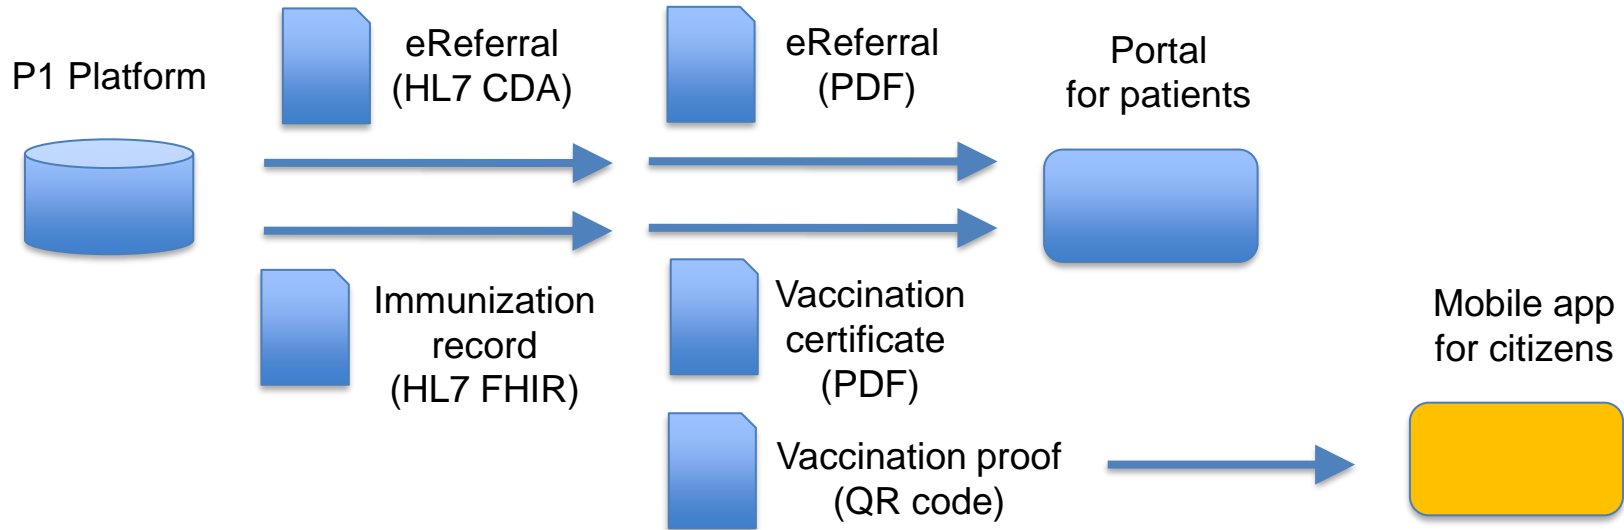 P1 Platform
eReferral
(HL7 CDA)
eReferral
(PDF)
Portal
for patients
Immunization
record
(HL7 FHIR)
Vaccination
certificate
(PDF)
Vaccination proof
(QR code)
Mobile app
for citizens